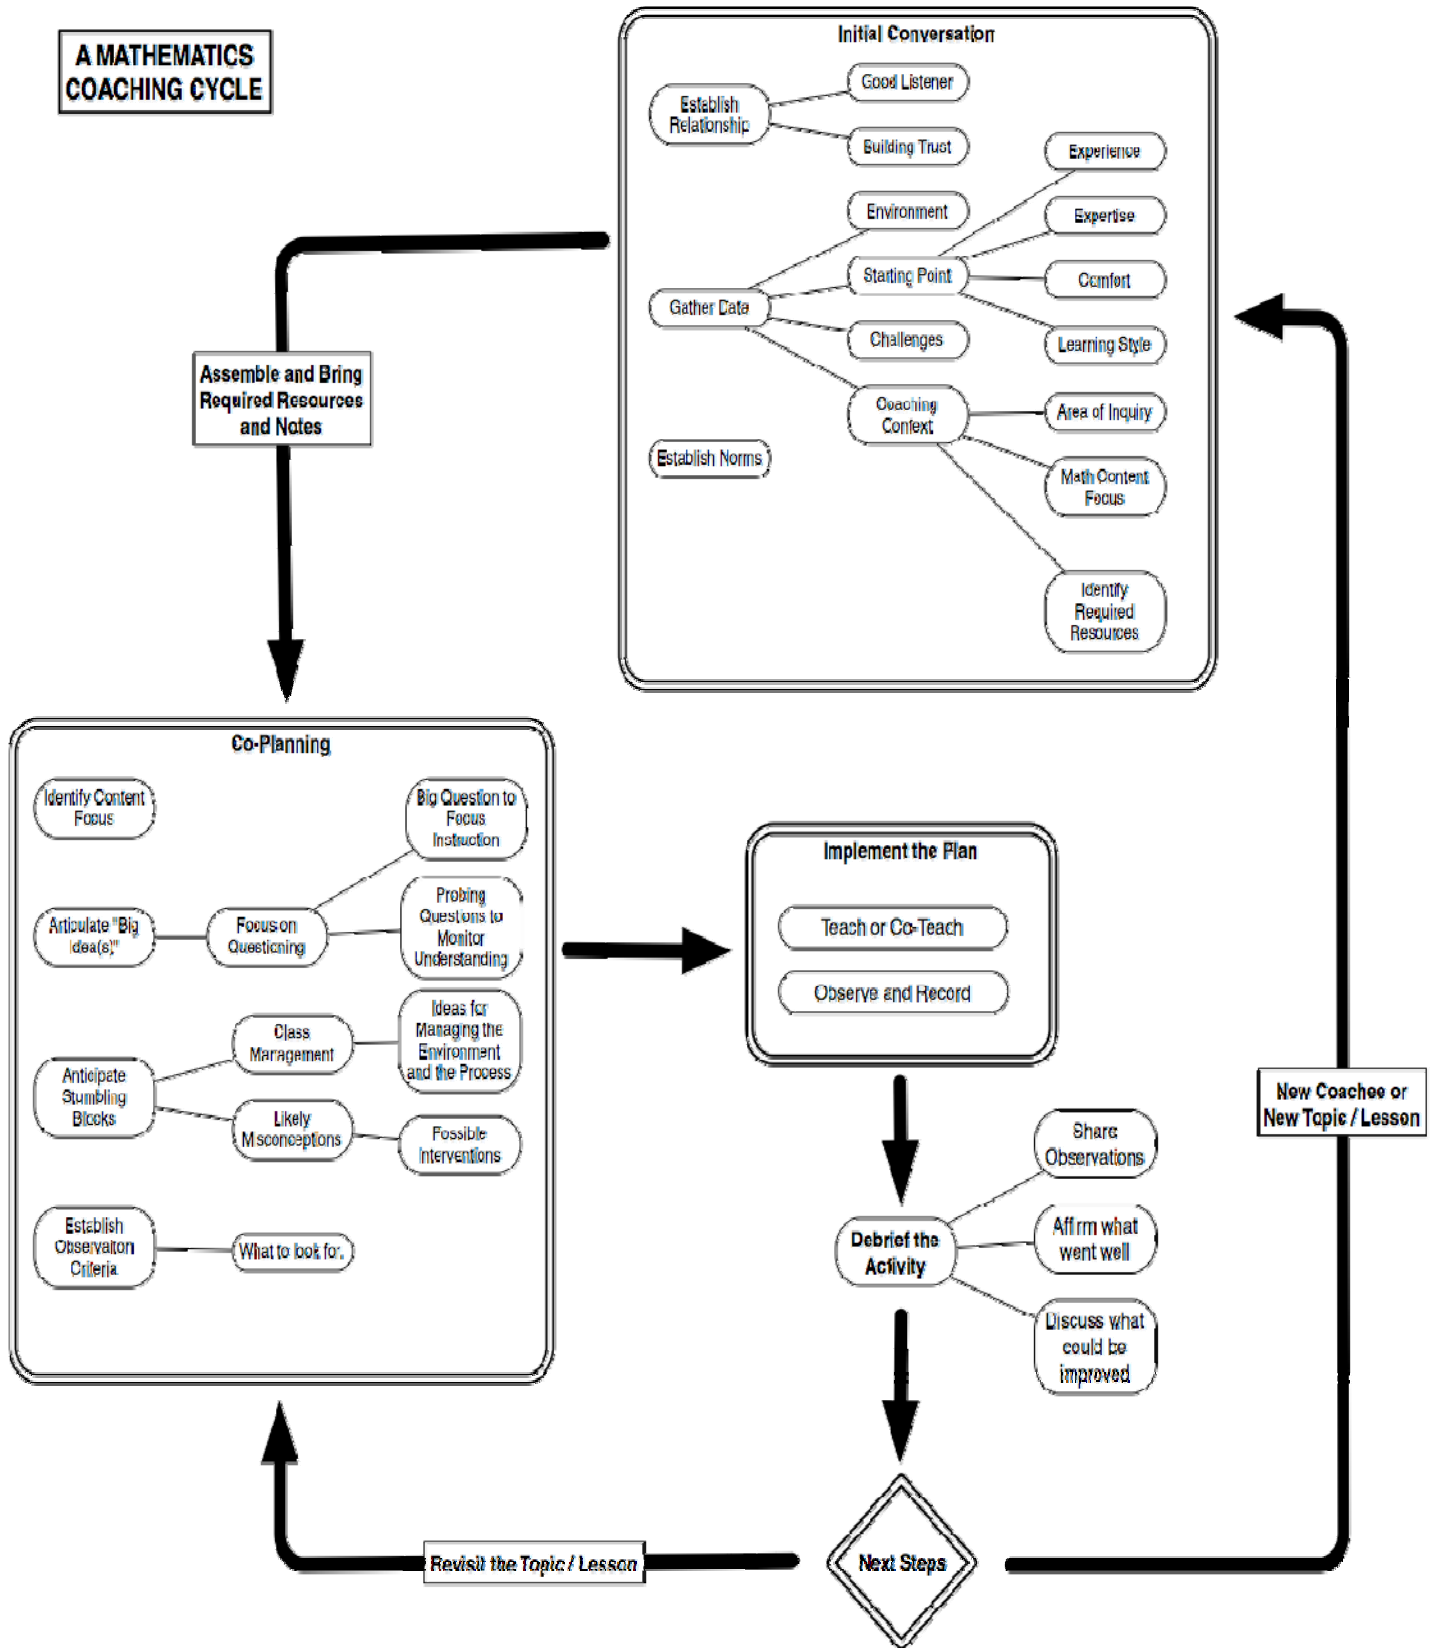 A MATHEMATICS
COACHING CYCLE
Initial Conversation
Establish
Relationship
Good Listener
Building Trust
Gather Data
Environment
Starting Point
Experience
Expertise
Comfort
Learning Style
Challenges
Coaching
Context
Area of Inquiry
Math Content
Focus
Identify
Required
Resources
Establish Norms
Assemble and Bring
Required Resources
and Notes
Co-Planning
Identify Content
Focus
Articulate "Big
Idea(s)"
Focus on
Questioning
Big Question to
Focus
Instruction
Probing
Questions to
Monitor
Understanding
Anticipate
Stumbling
Blocks
Class
Management
Ideas for
Managing the
Environment
and the Process
Likely
Misconceptions
Possible
Interventions
Establish
Observaiton
Criteria
What to look for.
Implement the Plan
Teach or Co-Teach
Observe and Record
Debrief the
Activity
Share
Observations
Affirm what
went well
Discuss what
could be
improved
New Coachee or
New Topic / Lesson
Next Steps
Revisit the Topic / Lesson